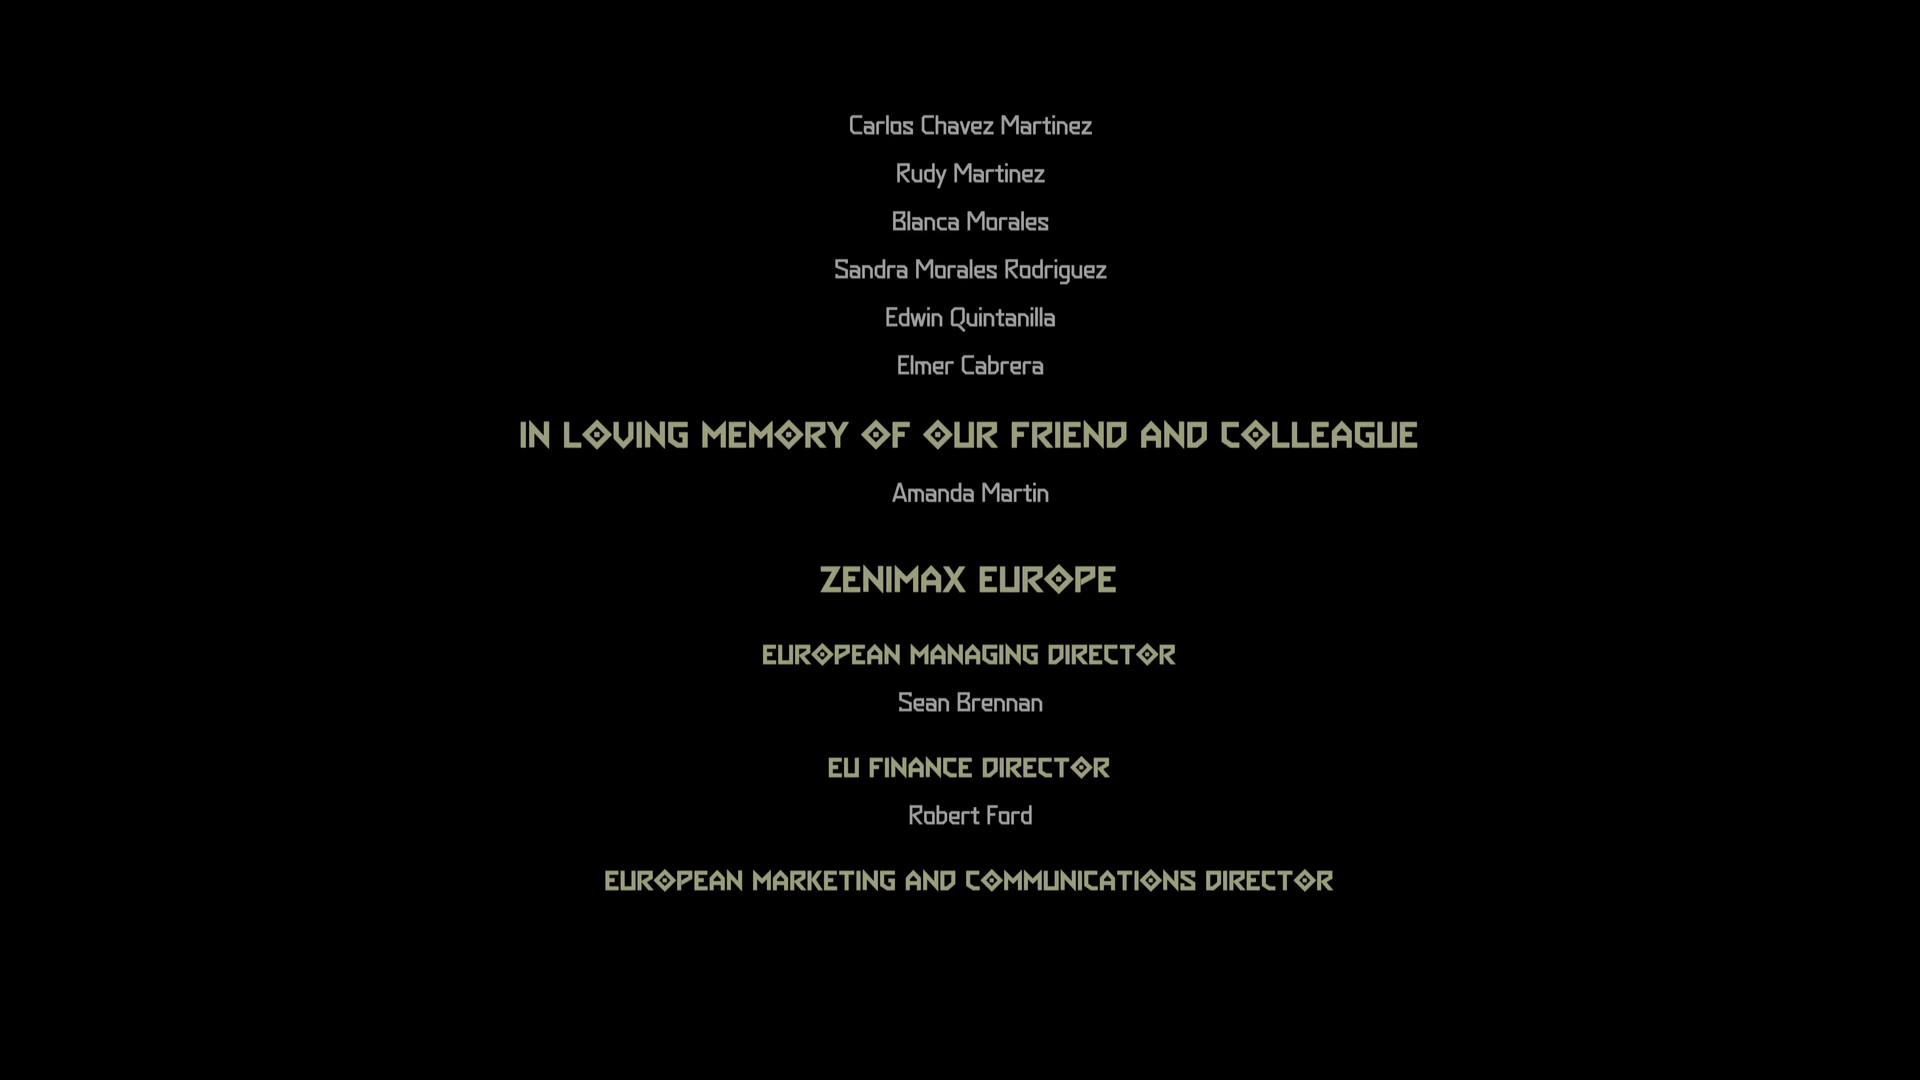 Carlos Chavez Martinez
Rudy Martinez
Blanca Morales
Sandra Morales Rodriguez
Edwin Quintanilla
Elmer Cabrera
IN LOVING MEMORY OF OUR FRIEND AND COLLEAGUE
Amanda Martin
ZENIMAX EUROPE
EUROPEAN MANAGING DIRECTOR
Sean Brennan
EU FINANCE DIRECTOR
Robert Ford
EUROPEAN MARKETING AND COMMUNICATIONS DIRECTOR